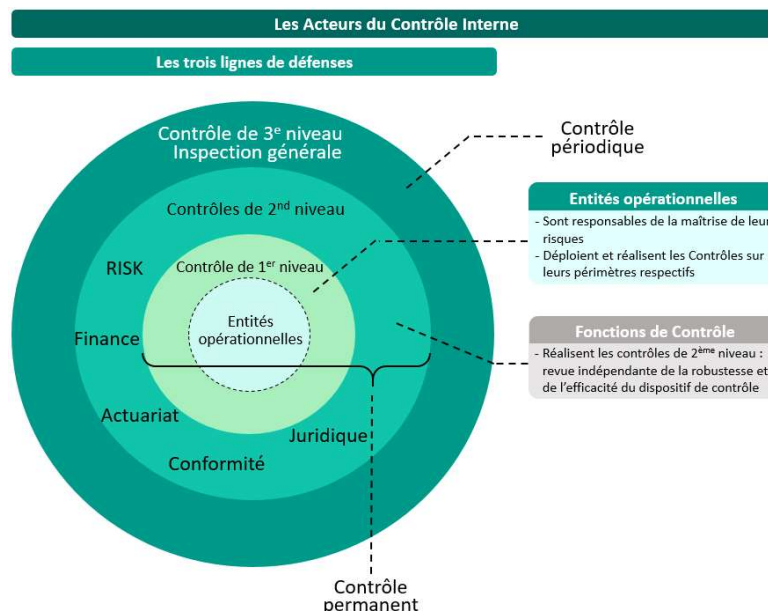 Les Acteurs du Contrôle Interne
Les trois lignes de défenses
Contrôle de 3e niveau
Inspection générale
Contrôle
périodique
Contrôles de 2nd niveau
Entités opérationnelles
- Sont responsables de la maîtrise de leur
risques
- Déploient et réalisent les Contrôles sur
leurs périmètres respectifs
RISK
Contrôle de 1er niveau
Entités
opérationnelles
Finance
Fonctions de Contrôle
- Réalisent les contrôles de 2ème niveau :
revue indépendante de la robustesse et
de l'efficacité du dispositif de contrôle
Actuariat
Juridique
Conformité
Contrôle
permanent